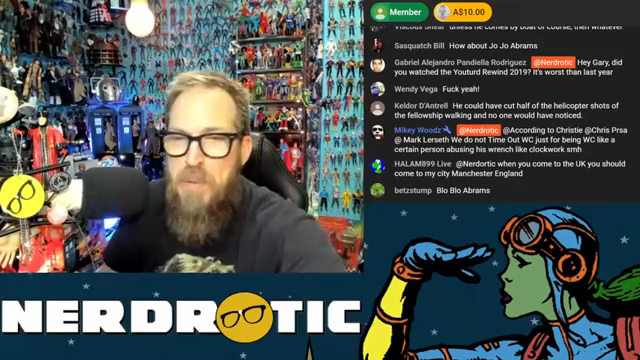 Member
A$10.00
Viscous Shear unless he comes by boat of course, then whatever
Sasquatch Bill How about Jo Jo Abrams
Gabriel Alejandro Pandiella Rodriguez @Nerdrotic Hey Gary, did
you watched the Youturd Rewind 2019? It's worst than last year
Wendy Vega Fuck yeah!
Keldor D'Antrell He could have cut half of the helicopter shots of
the fellowship walking and no one would have noticed.
Mikey Woodz @Nerdrotic @According to Christie @Chris Prsa
@ Mark Lerseth We do not Time Out WC just for being WC like a
certain person abusing his wrench like clockwork smh
HALAM899 Live @Nerdortic when you come to the UK you should
come to my city Manchester England
betzstump Blo Blo Abrams
NERDROTIC